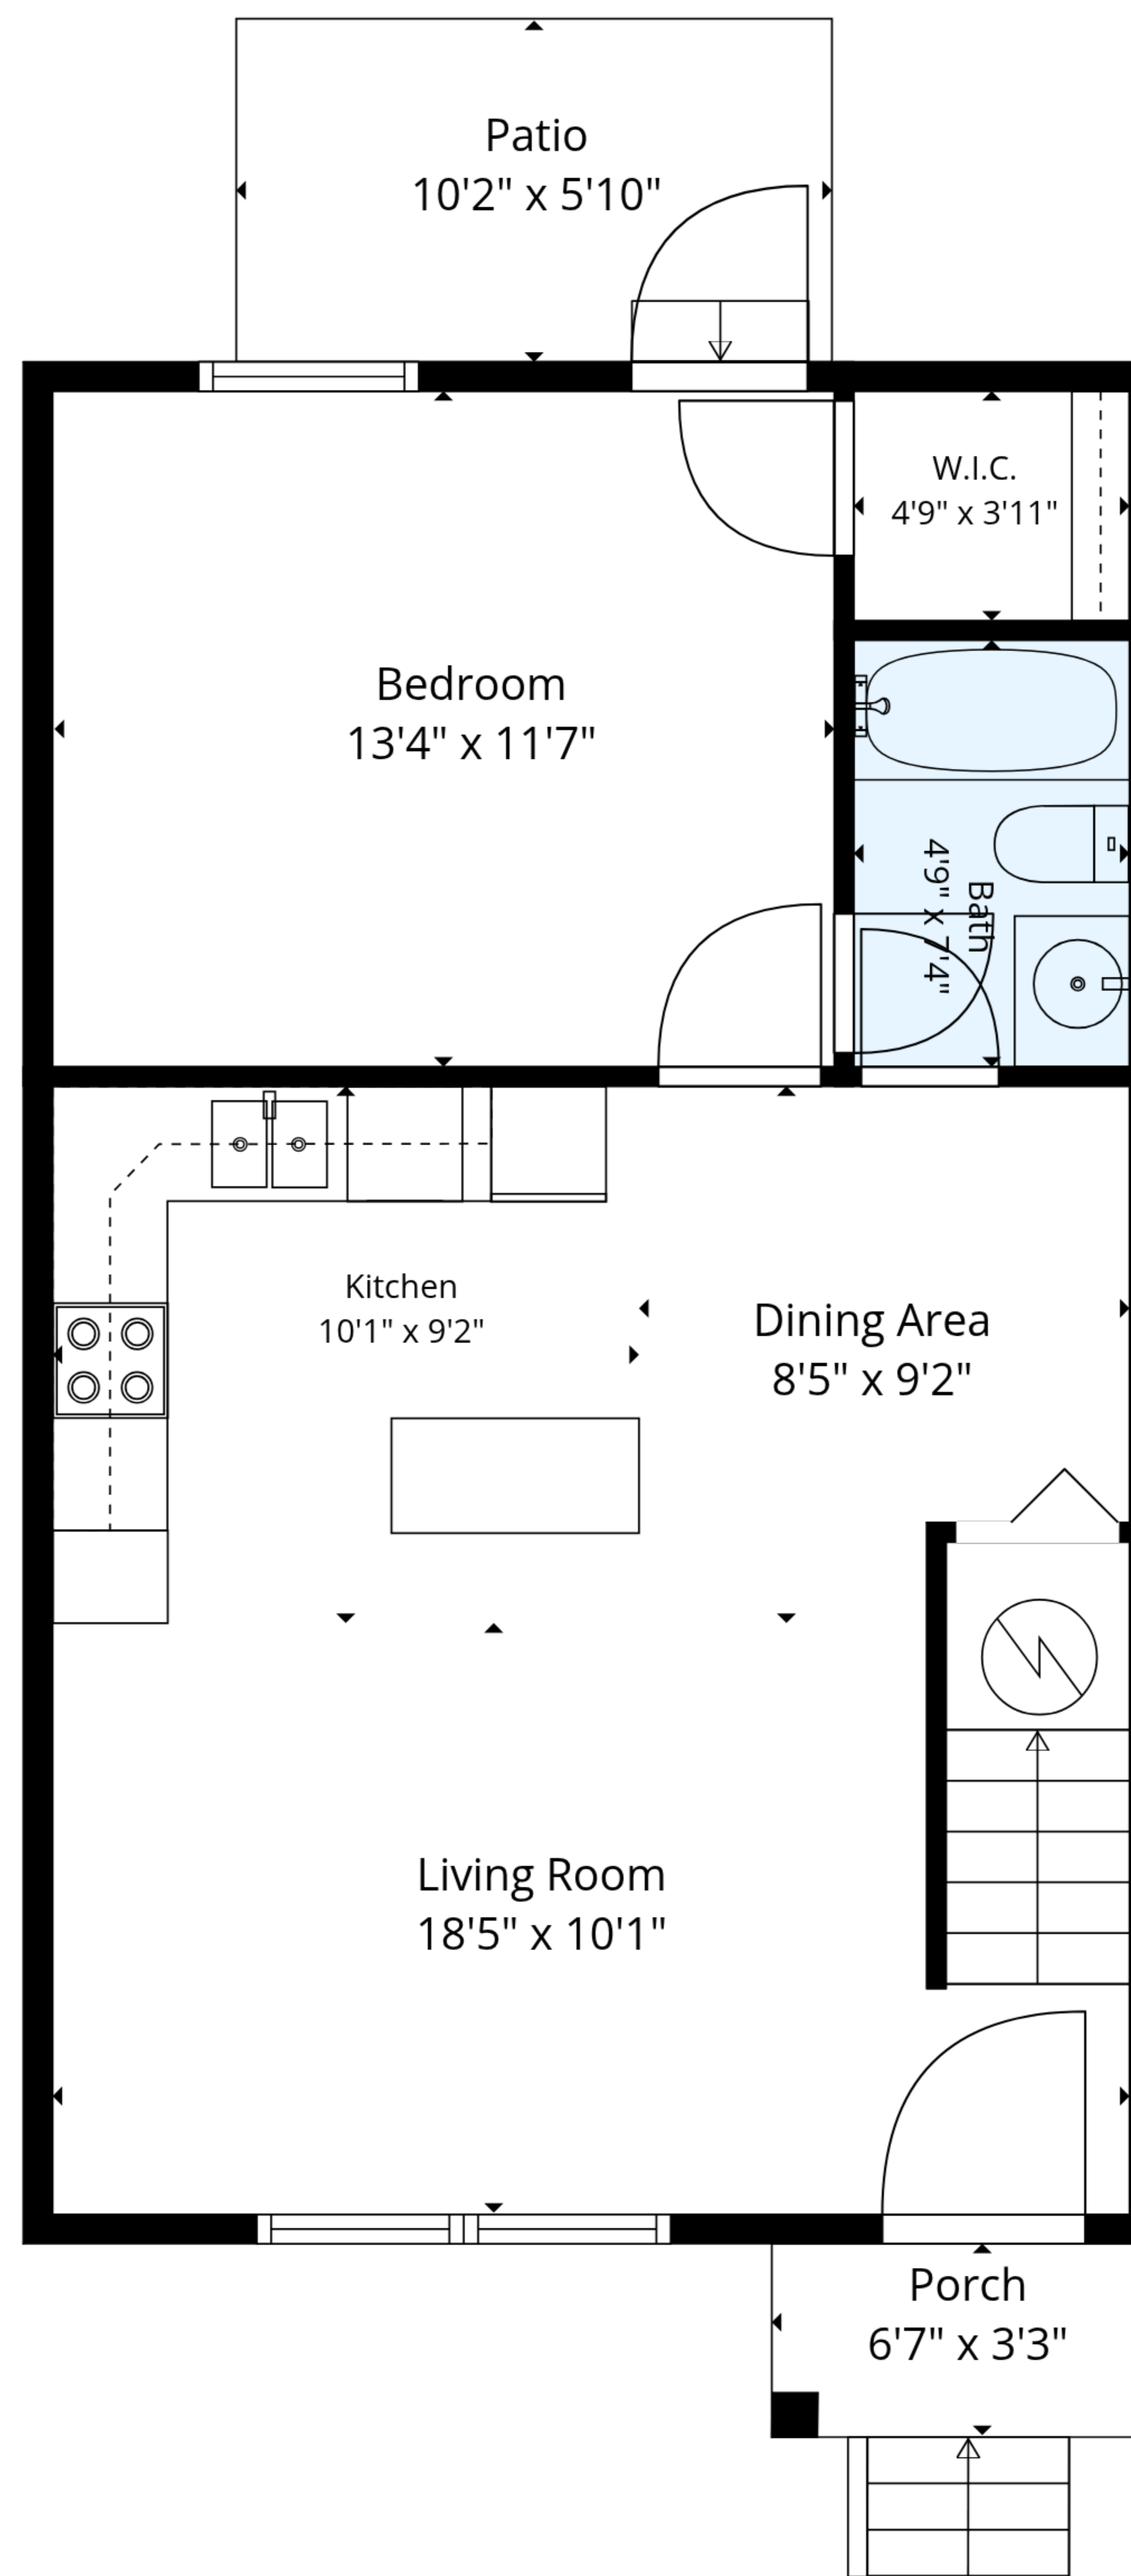 Patio
10'2" x 5'10"
W.I.C.
4'9" x 3'11"
Bedroom
13'4" x 11'7"
Bath
4'9" x 7'4"
Kitchen
10'1" x 9'2"
Dining Area
8'5" x 9'2"
Living Room
18'5" x 10'1"
Porch
6'7" x 3'3"